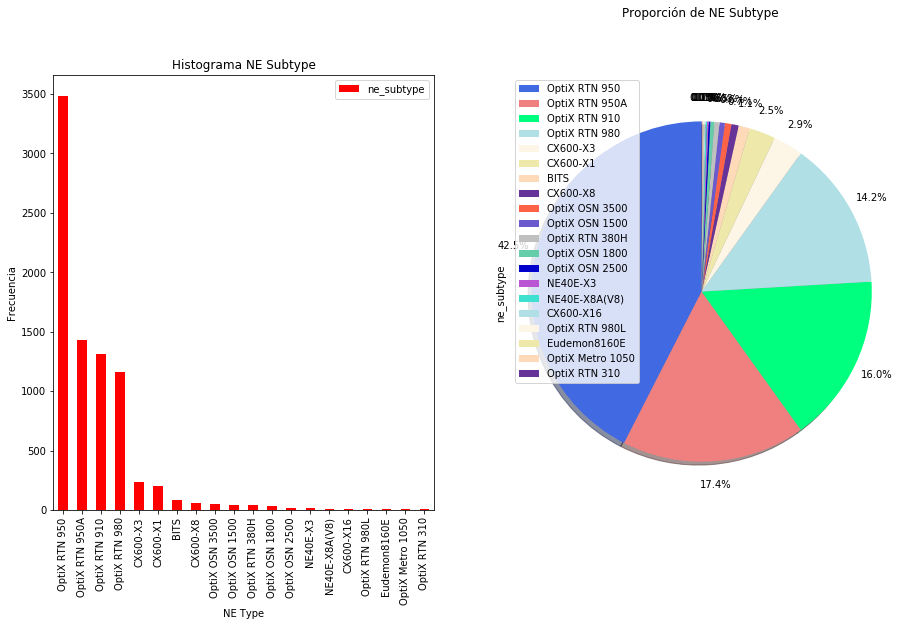 Proporción de NE Subtype
Histograma NE Subtype
ne_subtype
3500
3000
2500
2000
1500
1000
500
0
Frecuencia
OptiX RTN 950
OptiX RTN 950A
OptiX RTN 910
OptiX RTN 980
CX600-X3
CX600-X1
BITS
CX600-X8
OptiX OSN 3500
OptiX OSN 1500
OptiX RTN 380H
OptiX OSN 1800
OptiX OSN 2500
NE40E-X3
NE40E-X8A(V8)
CX600-X16
OptiX RTN 980L
Eudemon8160E
OptiX Metro 1050
OptiX RTN 310
NE Type
ne_subtype
OptiX RTN 950
OptiX RTN 950A
OptiX RTN 910
OptiX RTN 980
CX600-X3
CX600-X1
BITS
CX600-X8
OptiX OSN 3500
OptiX OSN 1500
OptiX RTN 380H
OptiX OSN 1800
OptiX OSN 2500
NE40E-X3
NE40E-X8A(V8)
CX600-X16
OptiX RTN 980L
Eudemon8160E
OptiX Metro 1050
OptiX RTN 310
1.1%
2.5%
2.9%
14.2%
16.0%
17.4%
42.5%